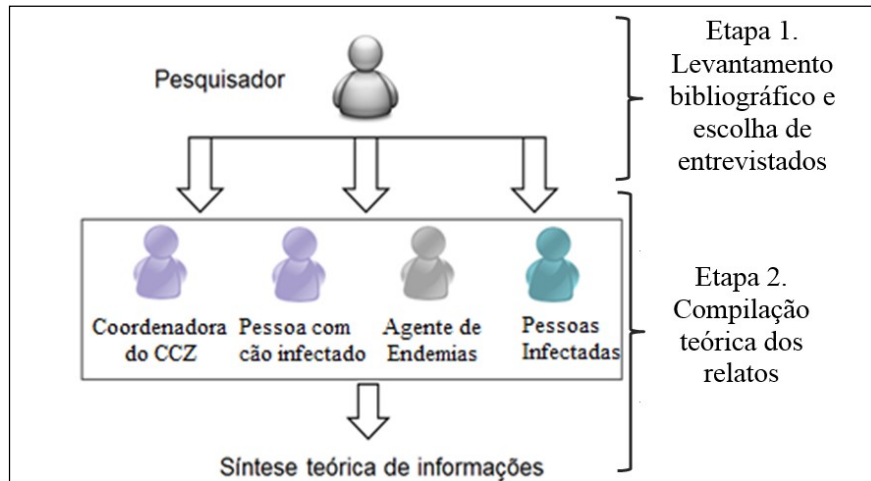 Pesquisador
Etapa 1.
Levantamento
bibliográfico e
escolha de
entrevistados
Coordenadora
do CCZ
Pessoa com
cão infectado
Agente de
Endemias
Pessoas
Infectadas
Etapa 2.
Compilação
teórica dos
relatos
Síntese teórica de informações